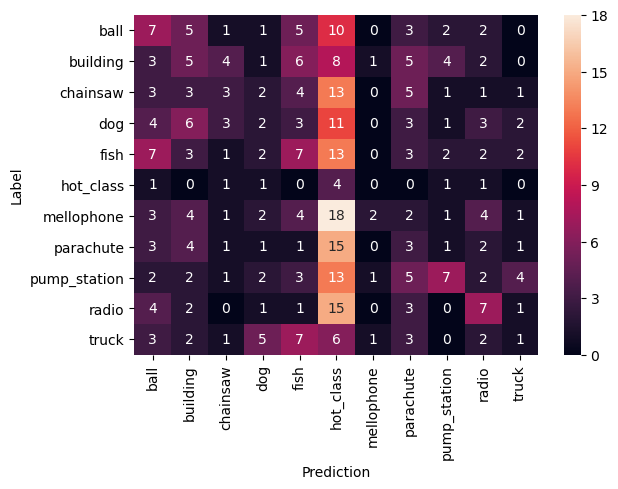 ball 7 5 1 1 5 10 0 3 2 2 0
building 3 5 4 1 6 8 1 5 4 2 0
chainsaw 3 3 3 2 4 13 0 5 1 1 1
dog 4 6 3 2 3 11 0 3 1 3 2
fish 7 3 1 2 7 13 0 3 2 2 2
hot_class 1 0 1 1 0 4 0 0 1 1 0
mellophone 3 4 1 2 4 18 2 2 1 4 1
parachute 3 4 1 1 1 15 0 3 1 2 1
pump_station 2 2 1 2 3 13 1 5 7 2 4
radio 4 2 0 1 1 15 0 3 0 7 1
truck 3 2 1 5 7 6 1 3 0 2 1
Label
ball building chainsaw dog fish hot_class mellophone parachute pump_station radio truck
Prediction
18
15
12
9
6
3
0